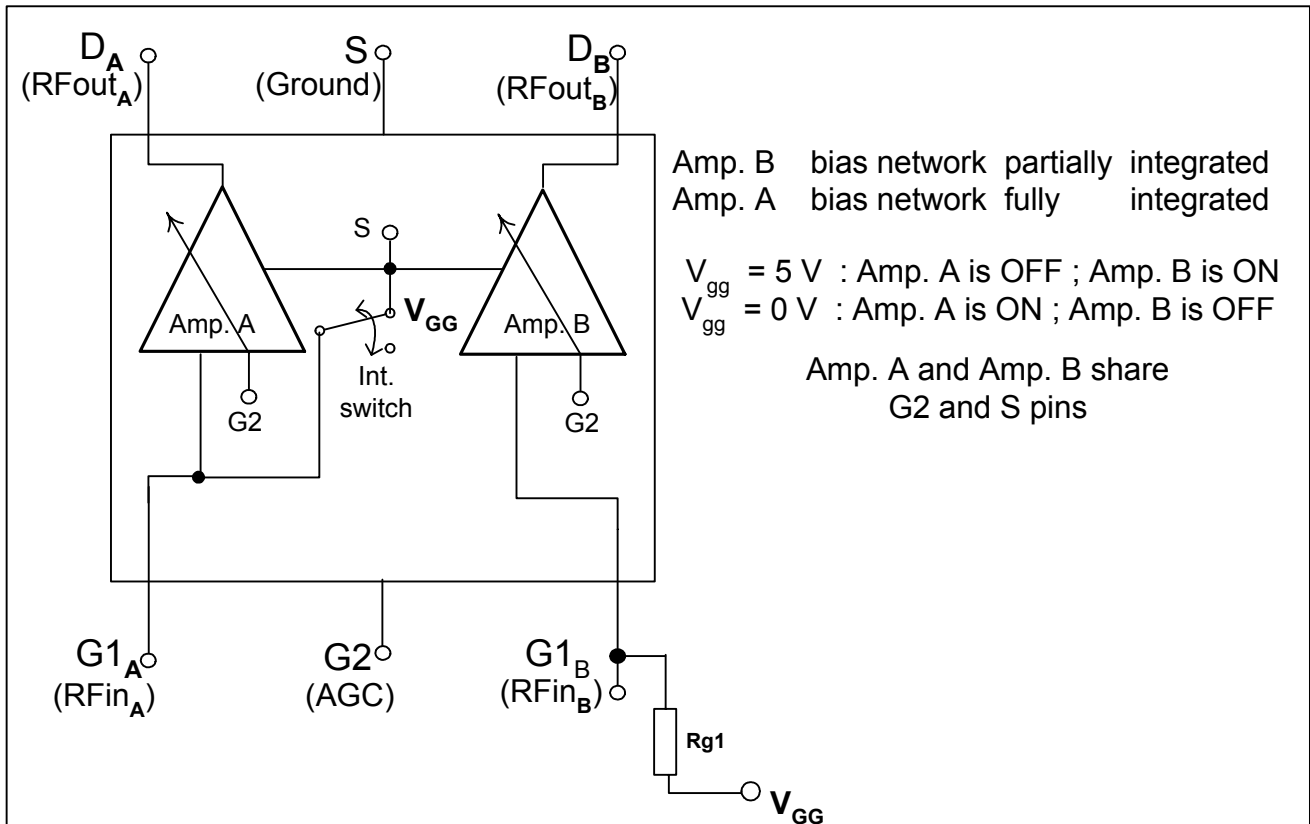 D_A S D_B
(RFout_A) (Ground) (RFout_B)
Amp. B bias network partially integrated
Amp. A bias network fully integrated
S
V_gg = 5 V : Amp. A is OFF ; Amp. B is ON
V_gg = 0 V : Amp. A is ON ; Amp. B is OFF
Amp. A V_GG Amp. B
Int.
switch
G2 G2
Amp. A and Amp. B share
G2 and S pins
G1_A G2 G1_B
(RFin_A) (AGC) (RFin_B)
Rg1
V_GG